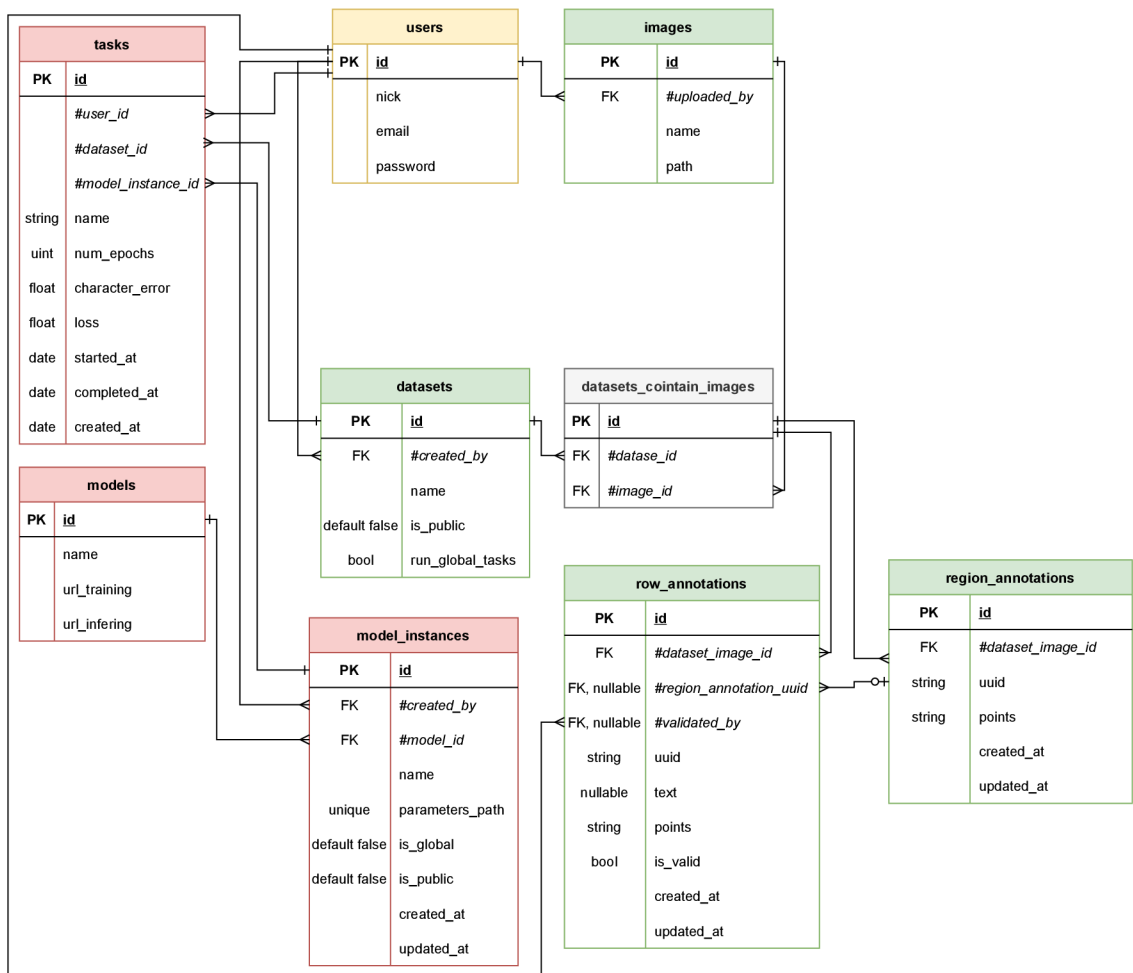 tasks
PK id
#user_id
#dataset_id
#model_instance_id
string name
uint num_epochs
float character_error
float loss
date started_at
date completed_at
date created_at
users
PK id
nick
email
password
images
PK id
FK #uploaded_by
name
path
datasets
PK id
FK #created_by
name
default false is_public
bool run_global_tasks
datasets_cointain_images
PK id
FK #datase_id
FK #image_id
models
PK id
name
url_training
url_infering
model_instances
PK id
FK #created_by
FK #model_id
name
unique parameters_path
default false is_global
default false is_public
created_at
updated_at
row_annotations
PK id
FK #dataset_image_id
FK, nullable #region_annotation_uuid
FK, nullable #validated_by
string uuid
nullable text
string points
bool is_valid
created_at
updated_at
region_annotations
PK id
FK #dataset_image_id
string uuid
string points
created_at
updated_at